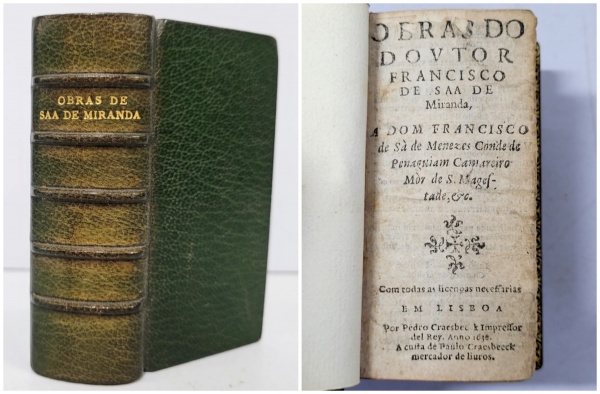 OBRAS DE
SAA DE MIRANDA
OBRAS DO
DOVTOR
FRANCISCO
DE SAA DE
Miranda,
A DOM FRANCISCO
de Sà de Menezes Conde de
Penaguiam Camareiro
Mòr de S. Mages-
tade, &c.
Com todas as licenças necessarias
EM LISBOA
Por Pedro Craesbeeck Impressor
del Rey. Anno
A custa de Paulo Craesbeeck
mercador de liuros.